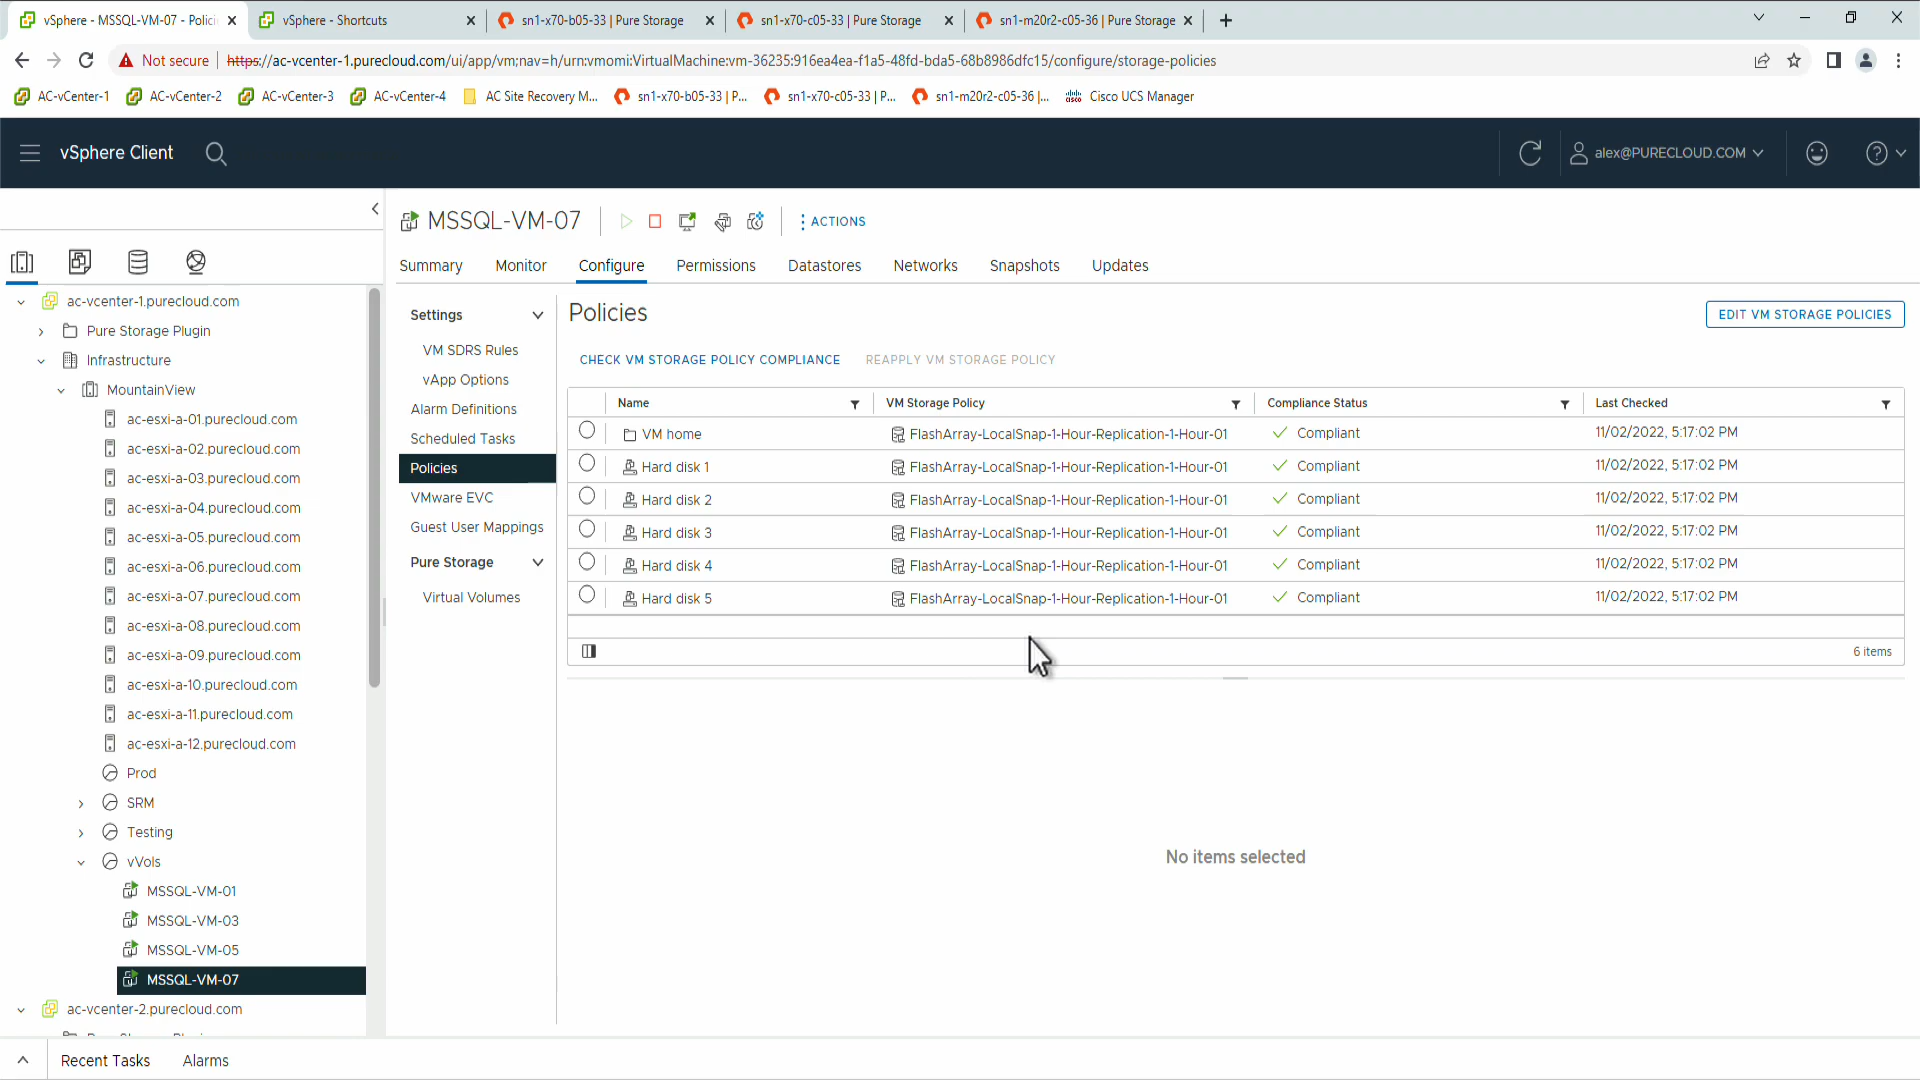 vSphere - MSSQL-VM-07 - Polici
vSphere - Shortcuts
sn1-x70-b05-33 | Pure Storage
sn1-x70-c05-33 | Pure Storage
sn1-m20r2-c05-36 | Pure Storage
Not secure
https://ac-vcenter-1.purecloud.com/ui/app/vm;nav=h/urn:vmomi:VirtualMachine:vm-36235:916ea4ea-f1a5-48fd-bda5-68b8986dfc15/configure/storage-policies
AC-vCenter-1
AC-vCenter-2
AC-vCenter-3
AC-vCenter-4
AC Site Recovery M...
sn1-x70-b05-33 | P...
sn1-x70-c05-33 | P...
sn1-m20r2-c05-36 |...
Cisco UCS Manager
vSphere Client
alex@PURECLOUD.COM
MSSQL-VM-07
ACTIONS
Summary
Monitor
Configure
Permissions
Datastores
Networks
Snapshots
Updates
ac-vcenter-1.purecloud.com
Pure Storage Plugin
Infrastructure
MountainView
ac-esxi-a-01.purecloud.com
ac-esxi-a-02.purecloud.com
ac-esxi-a-03.purecloud.com
ac-esxi-a-04.purecloud.com
ac-esxi-a-05.purecloud.com
ac-esxi-a-06.purecloud.com
ac-esxi-a-07.purecloud.com
ac-esxi-a-08.purecloud.com
ac-esxi-a-09.purecloud.com
ac-esxi-a-10.purecloud.com
ac-esxi-a-11.purecloud.com
ac-esxi-a-12.purecloud.com
Prod
SRM
Testing
vVols
MSSQL-VM-01
MSSQL-VM-03
MSSQL-VM-05
MSSQL-VM-07
ac-vcenter-2.purecloud.com
Settings
VM SDRS Rules
vApp Options
Alarm Definitions
Scheduled Tasks
Policies
VMware EVC
Guest User Mappings
Pure Storage
Virtual Volumes
Policies
EDIT VM STORAGE POLICIES
CHECK VM STORAGE POLICY COMPLIANCE
REAPPLY VM STORAGE POLICY
Name VM Storage Policy Compliance Status Last Checked
VM home FlashArray-LocalSnap-1-Hour-Replication-1-Hour-01 Compliant 11/02/2022, 5:17:02 PM
Hard disk 1 FlashArray-LocalSnap-1-Hour-Replication-1-Hour-01 Compliant 11/02/2022, 5:17:02 PM
Hard disk 2 FlashArray-LocalSnap-1-Hour-Replication-1-Hour-01 Compliant 11/02/2022, 5:17:02 PM
Hard disk 3 FlashArray-LocalSnap-1-Hour-Replication-1-Hour-01 Compliant 11/02/2022, 5:17:02 PM
Hard disk 4 FlashArray-LocalSnap-1-Hour-Replication-1-Hour-01 Compliant 11/02/2022, 5:17:02 PM
Hard disk 5 FlashArray-LocalSnap-1-Hour-Replication-1-Hour-01 Compliant 11/02/2022, 5:17:02 PM
6 items
No items selected
Recent Tasks
Alarms